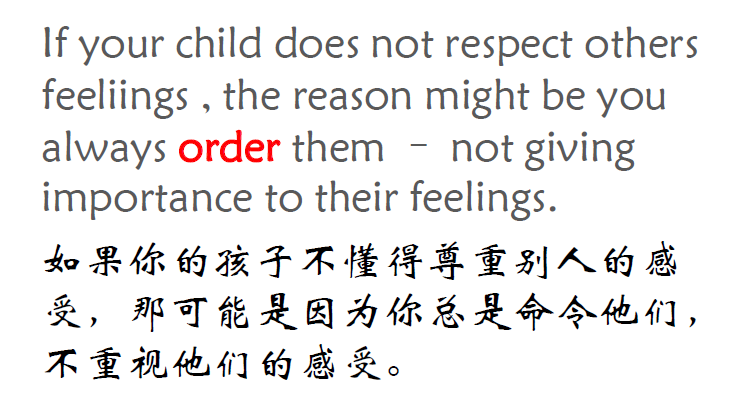 If your child does not respect others
feeliings , the reason might be you
always order them － not giving
importance to their feelings.
如果你的孩子不懂得尊重别人的感
受，那可能是因为你总是命令他们，
不重视他们的感受。